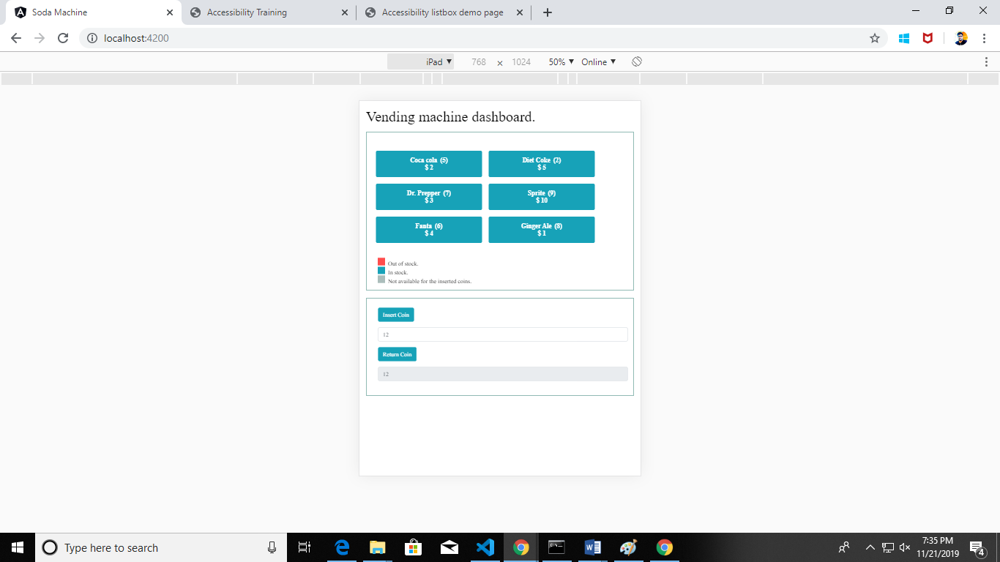 Soda Machine
Accessibility Training
Accessibility listbox demo page
localhost:4200
iPad ▼ 768 × 1024 50% ▼ Online ▼
Vending machine dashboard.
Coca cola (5)
$ 2
Diet Coke (2)
$ 5
Dr. Prepper (7)
$ 3
Sprite (9)
$ 10
Fanta (6)
$ 4
Ginger Ale (8)
$ 1
Out of stock.
In stock.
Not available for the inserted coins.
Insert Coin
12
Return Coin
12
Type here to search
7:35 PM
11/21/2019
4